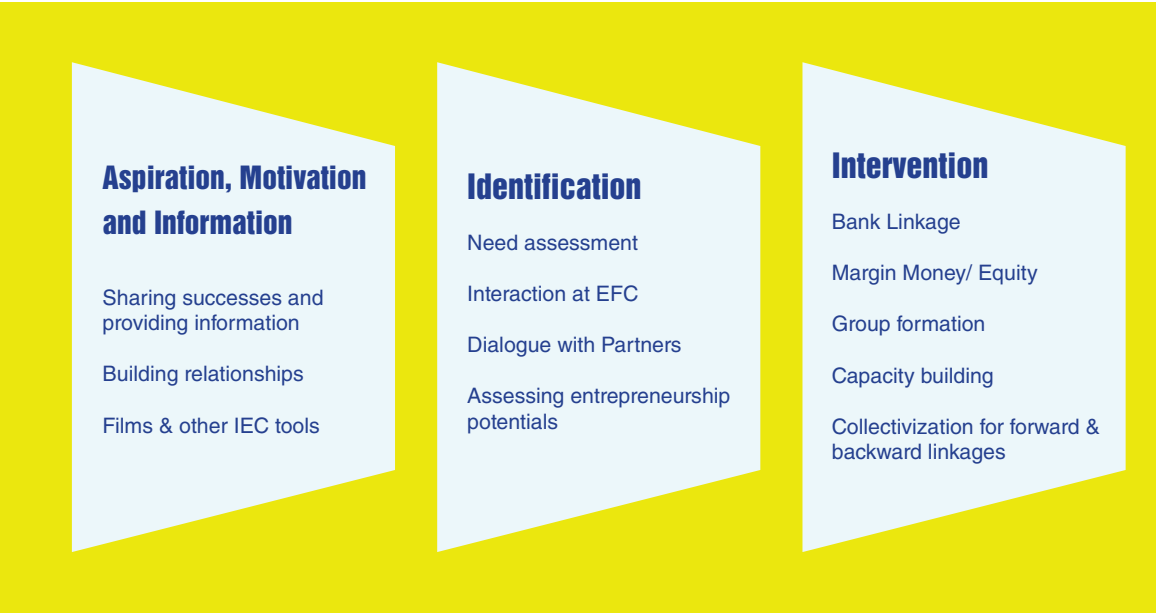 Aspiration, Motivation
and Information
Sharing successes and
providing information
Building relationships
Films & other IEC tools
Identification
Need assessment
Interaction at EFC
Dialogue with Partners
Assessing entrepreneurship
potentials
Intervention
Bank Linkage
Margin Money/ Equity
Group formation
Capacity building
Collectivization for forward &
backward linkages